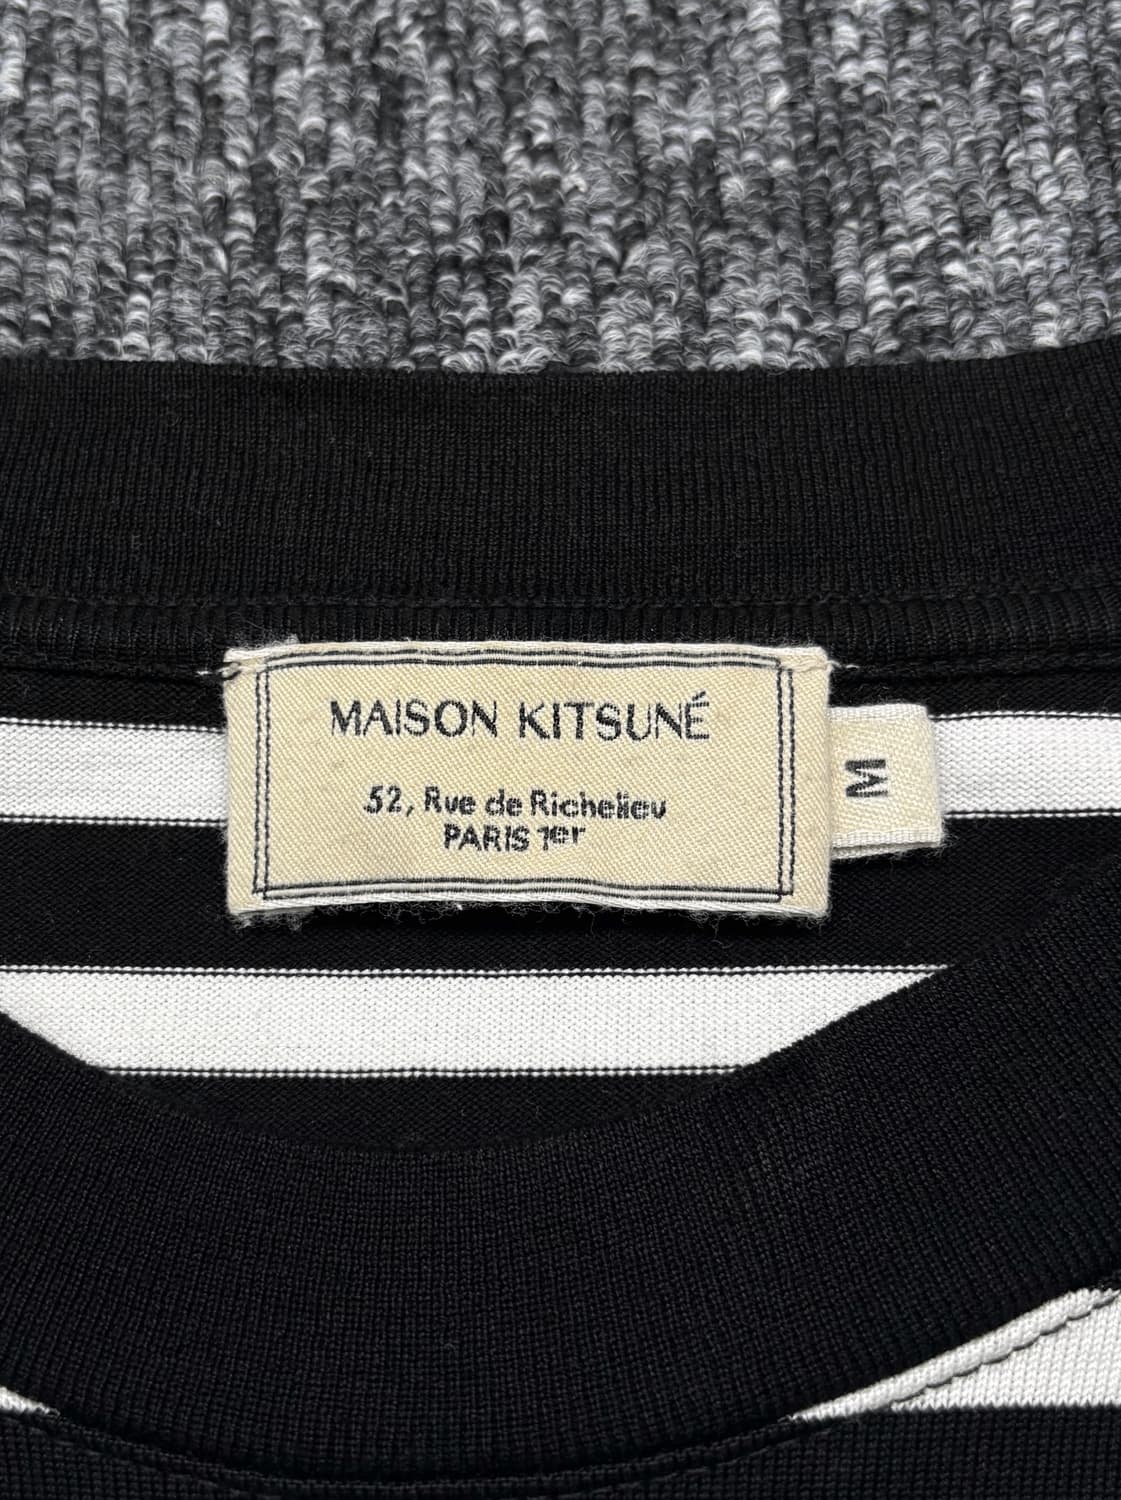 MAISON KITSUNÉ
52, Rue de Richelieu
PARIS 1er
M